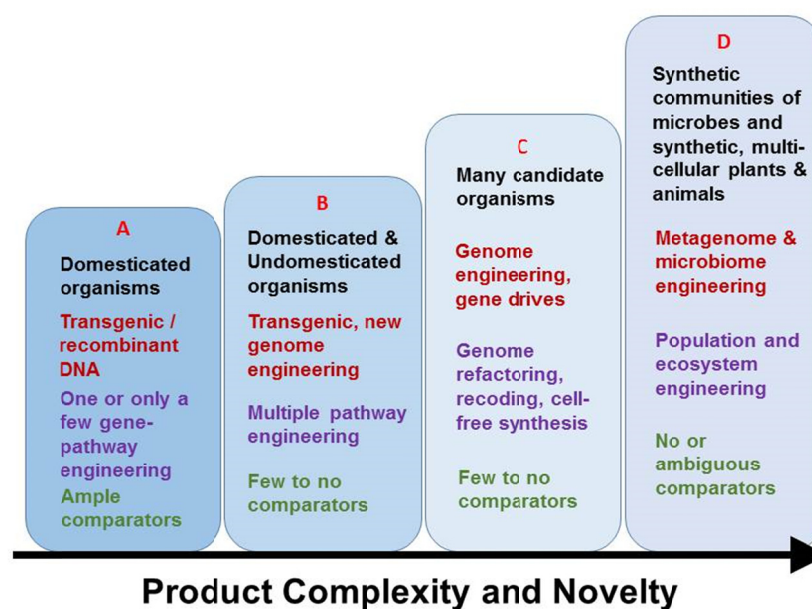 A
Domesticated
organisms
Transgenic /
recombinant
DNA
One or only a
few gene-
pathway
engineering
Ample
comparators
B
Domesticated &
Undomesticated
organisms
Transgenic, new
genome
engineering
Multiple pathway
engineering
Few to no
comparators
C
Many candidate
organisms
Genome
engineering,
gene drives
Genome
refactoring,
recoding, cell-
free synthesis
Few to no
comparators
D
Synthetic
communities of
microbes and
synthetic, multi-
cellular plants &
animals
Metagenome &
microbiome
engineering
Population and
ecosystem
engineering
No or
ambiguous
comparators
Product Complexity and Novelty